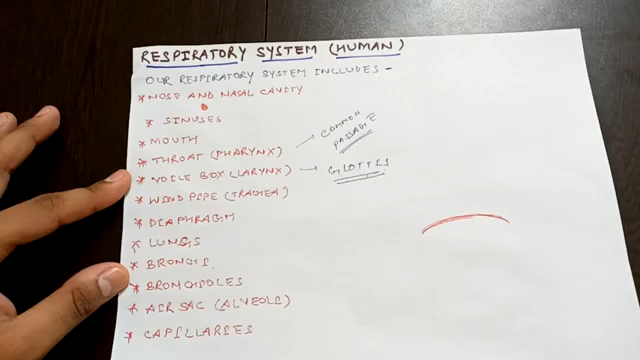 RESPIRATORY SYSTEM (HUMAN)
OUR RESPIRATORY SYSTEM INCLUDES -
* NOSE AND NASAL CAVITY
* SINUSES
* MOUTH
* THROAT (PHARYNX) → COMMON PASSAGE
* VOICE BOX (LARYNX) → GLOTTIS
* WIND PIPE (TRACHEA)
* DIAPHRAGM
* LUNGS
* BRONCHI.
* BRONCHIOLES
* AIR SAC (ALVEOLI)
* CAPILLARIES